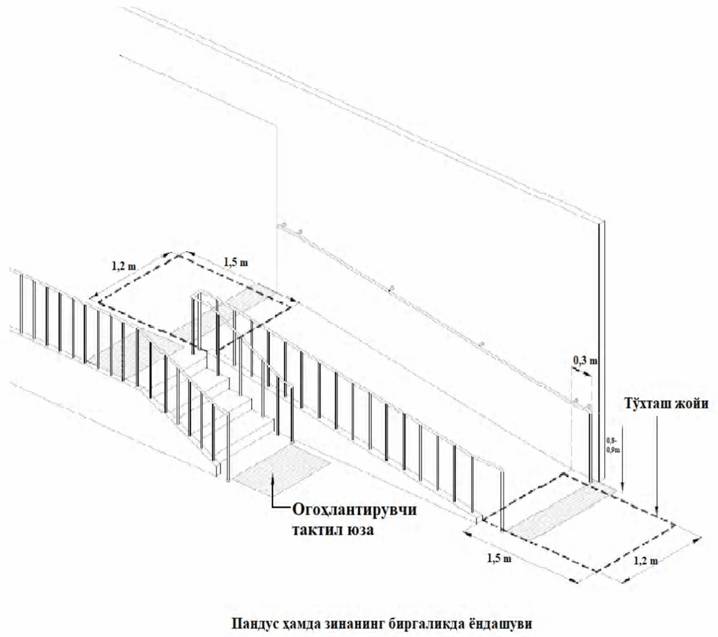 1,2 m
1,5 m
0,3 m
Тўхташ жойи
0,8-
0,9m
Огоҳлантирувчи
тактил юза
1,5 m
1,2 m
Пандус ҳамда зинанинг биргаликда ёндашуви